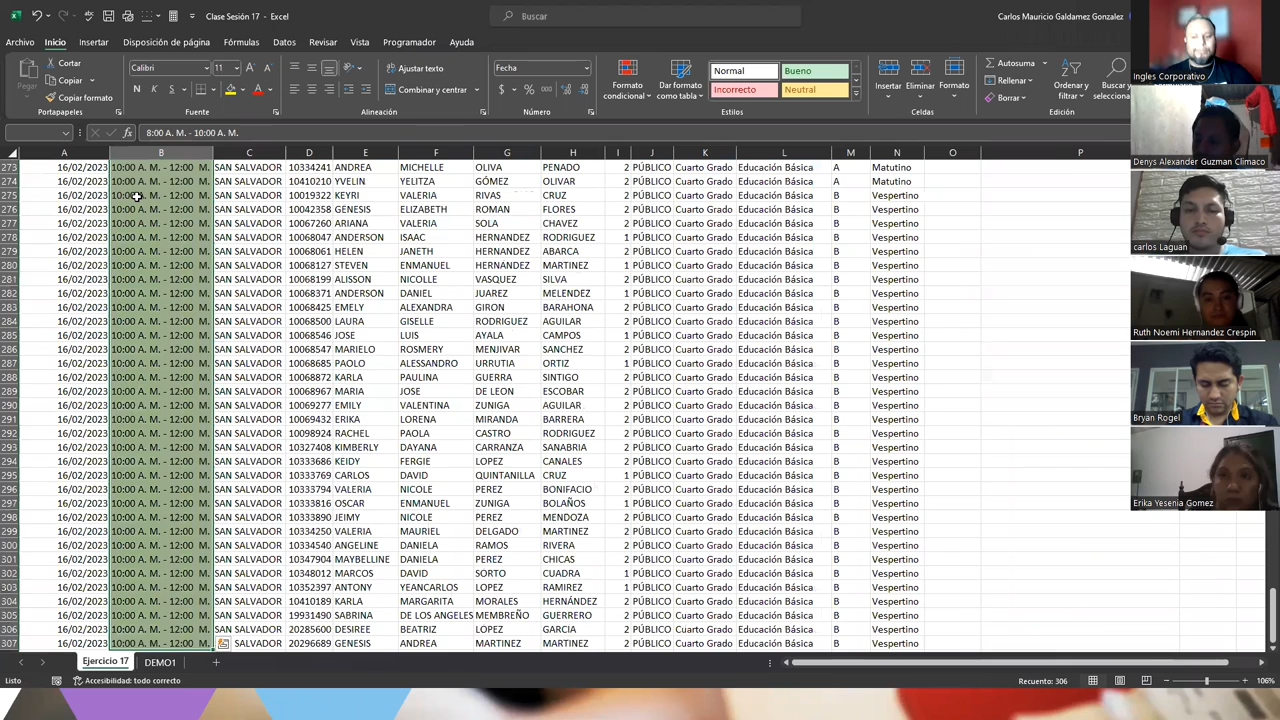 Clase Sesión 17 - Excel
Buscar
Carlos Mauricio Galdamez Gonzalez
Archivo Inicio Insertar Disposición de página Fórmulas Datos Revisar Vista Programador Ayuda
Pegar
Cortar
Copiar
Copiar formato
Portapapeles
Calibri 11
N K S
Fuente
Ajustar texto
Combinar y centrar
Alineación
Fecha
$ % 000
Número
Formato condicional
Dar formato como tabla
Normal Bueno
Incorrecto Neutral
Estilos
Insertar Eliminar Formato
Celdas
Autosuma
Rellenar
Borrar
Ordenar y filtrar
Buscar y
Edición
8:00 A. M. - 10:00 A. M.
A B C D E F G H I J K L M N O P
273 16/02/2023 10:00 A. M. - 12:00 M. SAN SALVADOR 10334241 ANDREA MICHELLE OLIVA PENADO 2 PÚBLICO Cuarto Grado Educación Básica A Matutino
274 16/02/2023 10:00 A. M. - 12:00 M. SAN SALVADOR 10410210 YVELIN YELITZA GÓMEZ OLIVAR 2 PÚBLICO Cuarto Grado Educación Básica A Matutino
275 16/02/2023 10:00 A. M. - 12:00 M. SAN SALVADOR 10019322 KEYRI VALERIA RIVAS CRUZ 2 PÚBLICO Cuarto Grado Educación Básica B Vespertino
276 16/02/2023 10:00 A. M. - 12:00 M. SAN SALVADOR 10042358 GENESIS ELIZABETH ROMAN FLORES 2 PÚBLICO Cuarto Grado Educación Básica B Vespertino
277 16/02/2023 10:00 A. M. - 12:00 M. SAN SALVADOR 10067260 ARIANA VALERIA SOLA CHAVEZ 2 PÚBLICO Cuarto Grado Educación Básica B Vespertino
278 16/02/2023 10:00 A. M. - 12:00 M. SAN SALVADOR 10068047 ANDERSON ISAAC HERNANDEZ RODRIGUEZ 1 PÚBLICO Cuarto Grado Educación Básica B Vespertino
279 16/02/2023 10:00 A. M. - 12:00 M. SAN SALVADOR 10068061 HELEN JANETH HERNANDEZ ABARCA 2 PÚBLICO Cuarto Grado Educación Básica B Vespertino
280 16/02/2023 10:00 A. M. - 12:00 M. SAN SALVADOR 10068127 STEVEN ENMANUEL HERNANDEZ MARTINEZ 1 PÚBLICO Cuarto Grado Educación Básica B Vespertino
281 16/02/2023 10:00 A. M. - 12:00 M. SAN SALVADOR 10068199 ALISSON NICOLLE VASQUEZ SILVA 2 PÚBLICO Cuarto Grado Educación Básica B Vespertino
282 16/02/2023 10:00 A. M. - 12:00 M. SAN SALVADOR 10068371 ANDERSON DANIEL JUAREZ MELENDEZ 1 PÚBLICO Cuarto Grado Educación Básica B Vespertino
283 16/02/2023 10:00 A. M. - 12:00 M. SAN SALVADOR 10068425 EMELY ALEXANDRA GIRON BARAHONA 2 PÚBLICO Cuarto Grado Educación Básica B Vespertino
284 16/02/2023 10:00 A. M. - 12:00 M. SAN SALVADOR 10068500 LAURA GISELLE RODRIGUEZ AGUILAR 2 PÚBLICO Cuarto Grado Educación Básica B Vespertino
285 16/02/2023 10:00 A. M. - 12:00 M. SAN SALVADOR 10068546 JOSE LUIS AYALA CAMPOS 1 PÚBLICO Cuarto Grado Educación Básica B Vespertino
286 16/02/2023 10:00 A. M. - 12:00 M. SAN SALVADOR 10068547 MARIELO ROSMERY MENJIVAR SANCHEZ 2 PÚBLICO Cuarto Grado Educación Básica B Vespertino
287 16/02/2023 10:00 A. M. - 12:00 M. SAN SALVADOR 10068685 PAOLO ALESSANDRO URRUTIA ORTIZ 1 PÚBLICO Cuarto Grado Educación Básica B Vespertino
288 16/02/2023 10:00 A. M. - 12:00 M. SAN SALVADOR 10068872 KARLA PAULINA GUERRA SINTIGO 2 PÚBLICO Cuarto Grado Educación Básica B Vespertino
289 16/02/2023 10:00 A. M. - 12:00 M. SAN SALVADOR 10068967 MARIA JOSE DE LEON ESCOBAR 2 PÚBLICO Cuarto Grado Educación Básica B Vespertino
290 16/02/2023 10:00 A. M. - 12:00 M. SAN SALVADOR 10069277 EMILY VALENTINA ZUNIGA AGUILAR 2 PÚBLICO Cuarto Grado Educación Básica B Vespertino
291 16/02/2023 10:00 A. M. - 12:00 M. SAN SALVADOR 10069432 ERIKA LORENA MIRANDA BARRERA 2 PÚBLICO Cuarto Grado Educación Básica B Vespertino
292 16/02/2023 10:00 A. M. - 12:00 M. SAN SALVADOR 10098924 RACHEL PAOLA CASTRO RODRIGUEZ 2 PÚBLICO Cuarto Grado Educación Básica B Vespertino
293 16/02/2023 10:00 A. M. - 12:00 M. SAN SALVADOR 10327408 KIMBERLY DAYANA CARRANZA SANABRIA 2 PÚBLICO Cuarto Grado Educación Básica B Vespertino
294 16/02/2023 10:00 A. M. - 12:00 M. SAN SALVADOR 10333686 KEIDY FERGIE LOPEZ CANALES 2 PÚBLICO Cuarto Grado Educación Básica B Vespertino
295 16/02/2023 10:00 A. M. - 12:00 M. SAN SALVADOR 10333769 CARLOS DANIEL QUINTANILLA CRUZ 1 PÚBLICO Cuarto Grado Educación Básica B Vespertino
296 16/02/2023 10:00 A. M. - 12:00 M. SAN SALVADOR 10333794 VALERIA NICOLE PEREZ BONIFACIO 2 PÚBLICO Cuarto Grado Educación Básica B Vespertino
297 16/02/2023 10:00 A. M. - 12:00 M. SAN SALVADOR 10333816 OSCAR ENMANUEL ZUNIGA BOLAÑOS 1 PÚBLICO Cuarto Grado Educación Básica B Vespertino
298 16/02/2023 10:00 A. M. - 12:00 M. SAN SALVADOR 10333890 JEIMY NICOLE PEREZ MENDOZA 2 PÚBLICO Cuarto Grado Educación Básica B Vespertino
299 16/02/2023 10:00 A. M. - 12:00 M. SAN SALVADOR 10334250 VALERIA MAURIEL DELGADO MARTINEZ 2 PÚBLICO Cuarto Grado Educación Básica B Vespertino
300 16/02/2023 10:00 A. M. - 12:00 M. SAN SALVADOR 10334540 ANGELINE DANIELA RAMOS RIVERA 2 PÚBLICO Cuarto Grado Educación Básica B Vespertino
301 16/02/2023 10:00 A. M. - 12:00 M. SAN SALVADOR 10347904 MAYBELLINE DANIELA PEREZ CHICAS 2 PÚBLICO Cuarto Grado Educación Básica B Vespertino
302 16/02/2023 10:00 A. M. - 12:00 M. SAN SALVADOR 10348012 MARCOS DAVID SORTO CUADRA 1 PÚBLICO Cuarto Grado Educación Básica B Vespertino
303 16/02/2023 10:00 A. M. - 12:00 M. SAN SALVADOR 10352397 ANTONY YEANCARLOS LOPEZ RAMIREZ 1 PÚBLICO Cuarto Grado Educación Básica B Vespertino
304 16/02/2023 10:00 A. M. - 12:00 M. SAN SALVADOR 10410189 KARLA MARGARITA MORALES HERNÁNDEZ 2 PÚBLICO Cuarto Grado Educación Básica B Vespertino
305 16/02/2023 10:00 A. M. - 12:00 M. SAN SALVADOR 19931490 SABRINA DE LOS ANGELES MEMBREÑO GUERRERO 2 PÚBLICO Cuarto Grado Educación Básica B Vespertino
306 16/02/2023 10:00 A. M. - 12:00 M. SAN SALVADOR 20285600 DESIREE BEATRIZ LOPEZ GARCIA 2 PÚBLICO Cuarto Grado Educación Básica B Vespertino
307 16/02/2023 10:00 A. M. - 12:00 M. SALVADOR 20296689 GENESIS ANDREA MARTINEZ MARTINEZ 2 PÚBLICO Cuarto Grado Educación Básica B Vespertino
Ejercicio 17 DEMO1
Listo
Accesibilidad: todo correcto
Recuento: 306
106%
Ingles Corporativo
Denys Alexander Guzman Climaco
carlos Laguan
Ruth Noemi Hernandez Crespin
Bryan Rogel
Erika Yesenia Gomez